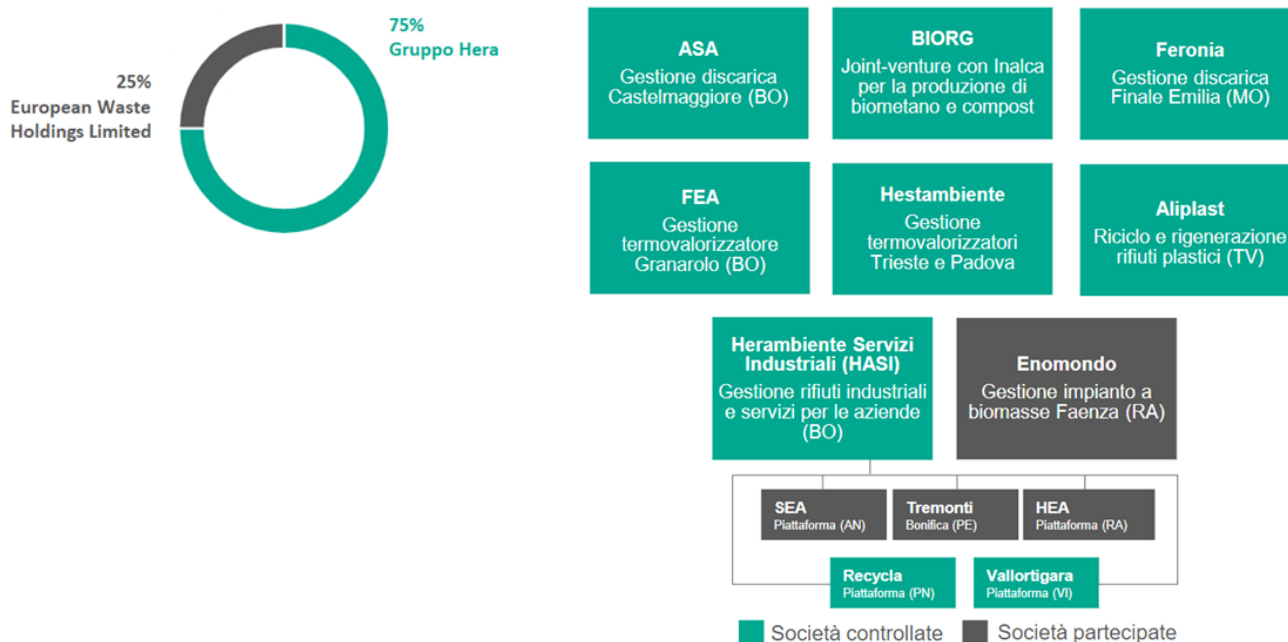 75%
Gruppo Hera
25%
European Waste
Holdings Limited
ASA
Gestione discarica
Castelmaggiore (BO)
BIORG
Joint-venture con Inalca
per la produzione di
biometano e compost
Feronia
Gestione discarica
Finale Emilia (MO)
FEA
Gestione
termovalorizzatore
Granarolo (BO)
Hestambiente
Gestione
termovalorizzatori
Trieste e Padova
Aliplast
Riciclo e rigenerazione
rifiuti plastici (TV)
Herambiente Servizi
Industriali (HASI)
Gestione rifiuti industriali
e servizi per le aziende
(BO)
Enomondo
Gestione impianto a
biomasse Faenza (RA)
SEA
Piattaforma (AN)
Tremonti
Bonifica (PE)
HEA
Piattaforma (RA)
Recycla
Piattaforma (PN)
Vallortigara
Piattaforma (VI)
Società controllate
Società partecipate